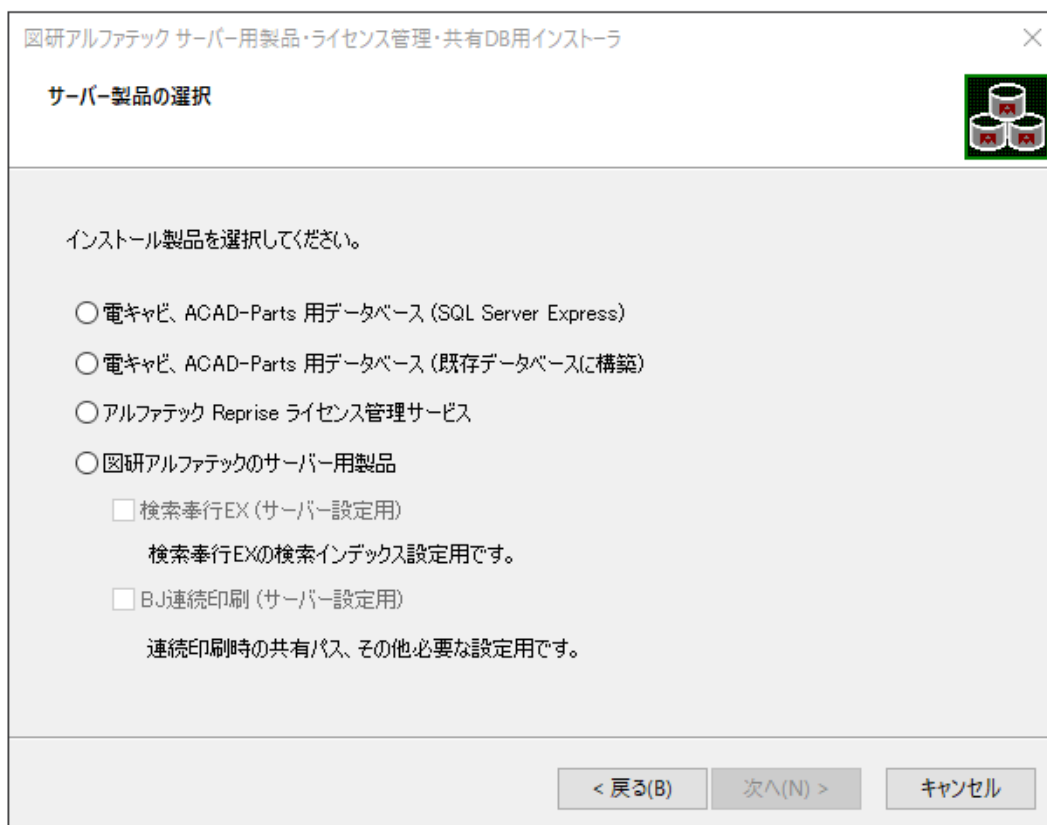 図研アルファテック サーバー用製品・ライセンス管理・共有DB用インストーラ
サーバー製品の選択
インストール製品を選択してください。
電キャビ、ACAD-Parts 用データベース (SQL Server Express)
電キャビ、ACAD-Parts 用データベース (既存データベースに構築)
アルファテック Reprise ライセンス管理サービス
図研アルファテックのサーバー用製品
検索奉行EX (サーバー設定用)
検索奉行EXの検索インデックス設定用です。
BJ連続印刷 (サーバー設定用)
連続印刷時の共有パス、その他必要な設定用です。
< 戻る(B) 次へ(N) > キャンセル